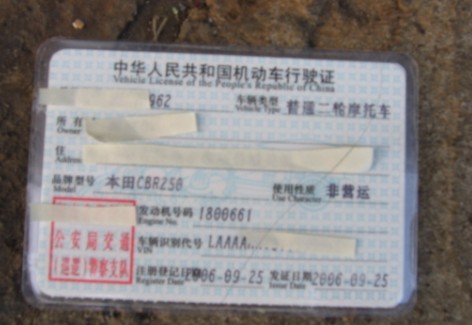 中华人民共和国机动车行驶证
Vehicle License of the People's Republic of China
962 车辆类型 普通二轮摩托车
Vehicle Type
所有
Owner
住
Address
品牌型号 本田CBR250 使用性质 非营运
Model Use Character
发动机号码 1800661
Engine No.
公安局交通 车辆识别代号 LAAAA
VIN
警察支队 注册登记日期 2006-09-25 发证日期 2006-09-25
Register Date Issue Date